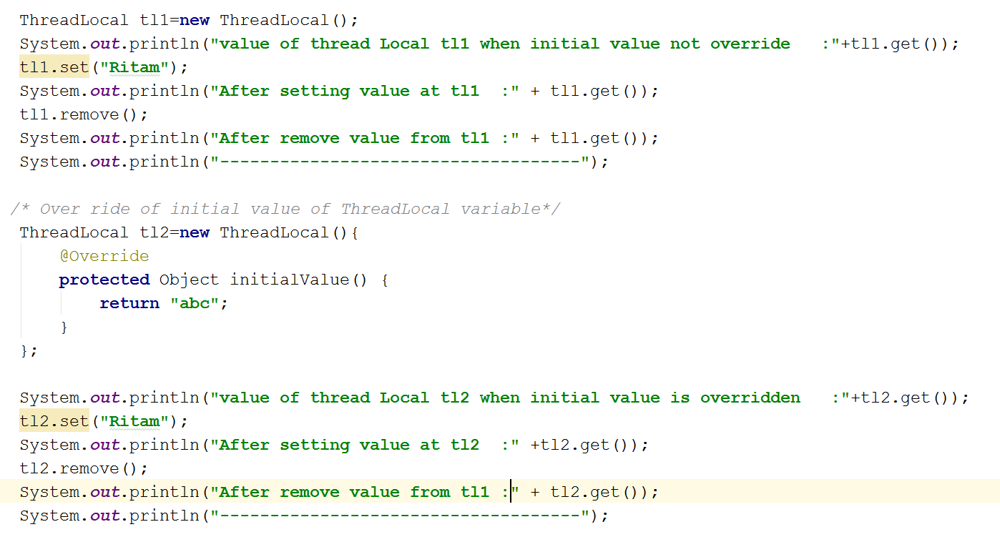 ThreadLocal tl1=new ThreadLocal();
System.out.println("value of thread Local tl1 when initial value not override   :"+tl1.get());
tl1.set("Ritam");
System.out.println("After setting value at tl1  :" + tl1.get());
tl1.remove();
System.out.println("After remove value from tl1 :" + tl1.get());
System.out.println("------------------------------------");
/* Over ride of initial value of ThreadLocal variable*/
ThreadLocal tl2=new ThreadLocal(){
@Override
protected Object initialValue() {
return "abc";
}
};
System.out.println("value of thread Local tl2 when initial value is overridden   :"+tl2.get());
tl2.set("Ritam");
System.out.println("After setting value at tl2  :" +tl2.get());
tl2.remove();
System.out.println("After remove value from tl1 :" + tl2.get());
System.out.println("------------------------------------");